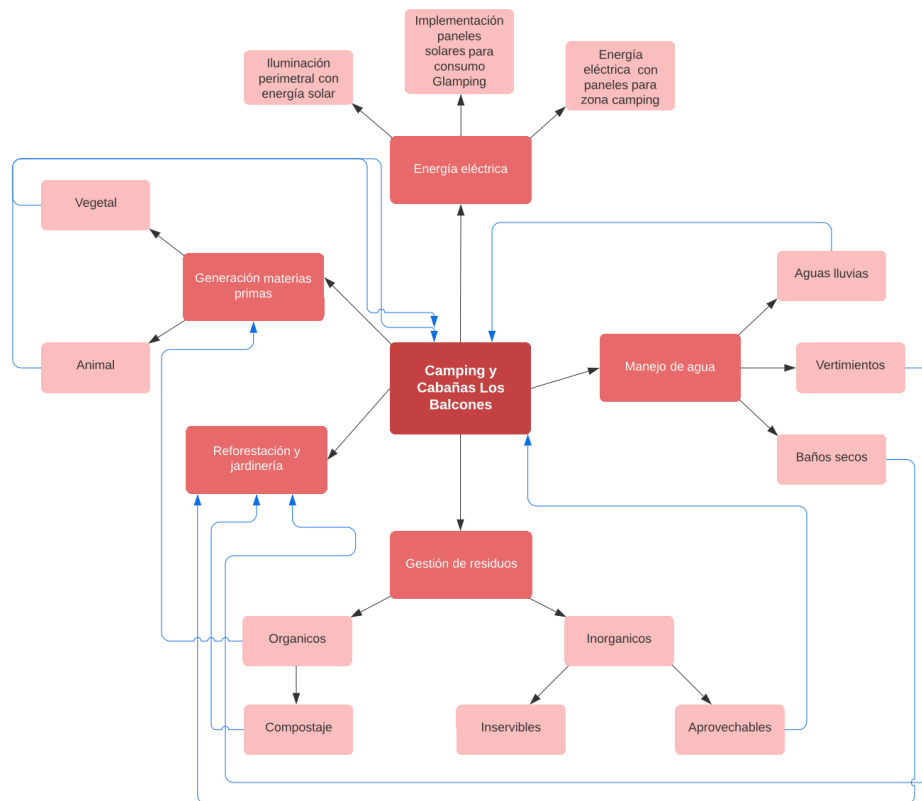 Implementación
paneles
solares para
consumo
Glamping
Iluminación
perimetral con
energía solar
Energía
eléctrica con
paneles para
zona camping
Energía eléctrica
Vegetal
Generación materias
primas
Animal
Aguas lluvias
Camping y
Cabañas Los
Balcones
Manejo de agua
Vertimientos
Reforestación y
jardinería
Baños secos
Gestión de residuos
Organicos
Inorganicos
Compostaje
Inservibles
Aprovechables